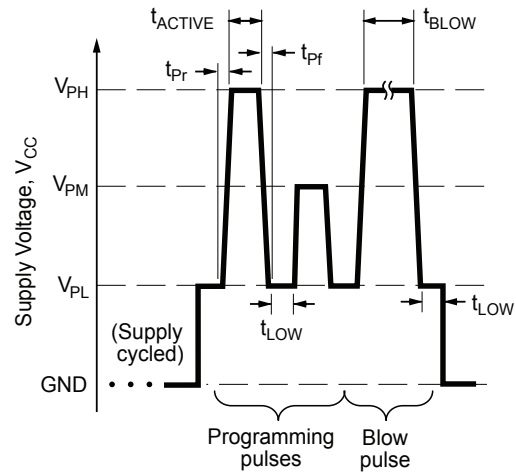 tACTIVE
tBLOW
tPr
tPf
VPH
VPM
VPL
tLOW
tLOW
Supply Voltage, VCC
(Supply
cycled)
GND
Programming
pulses
Blow
pulse